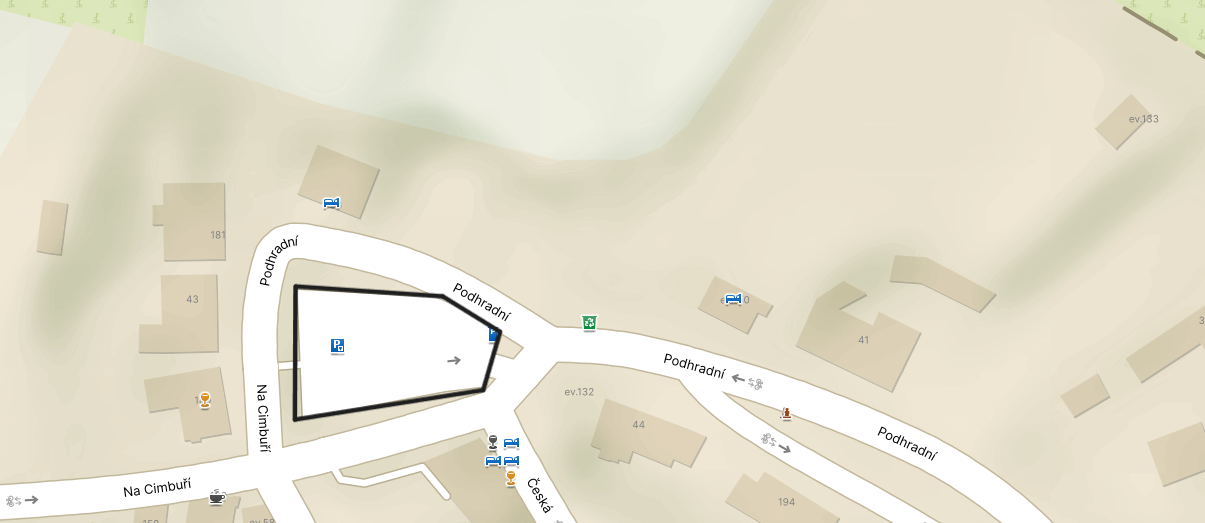 ev.133
181
Podhradní
43
Podhradní
41
Podhradní
ev.132
44
Podhradní
Na Cimbuří
Na Cimbuří
Česká
194
ev.58